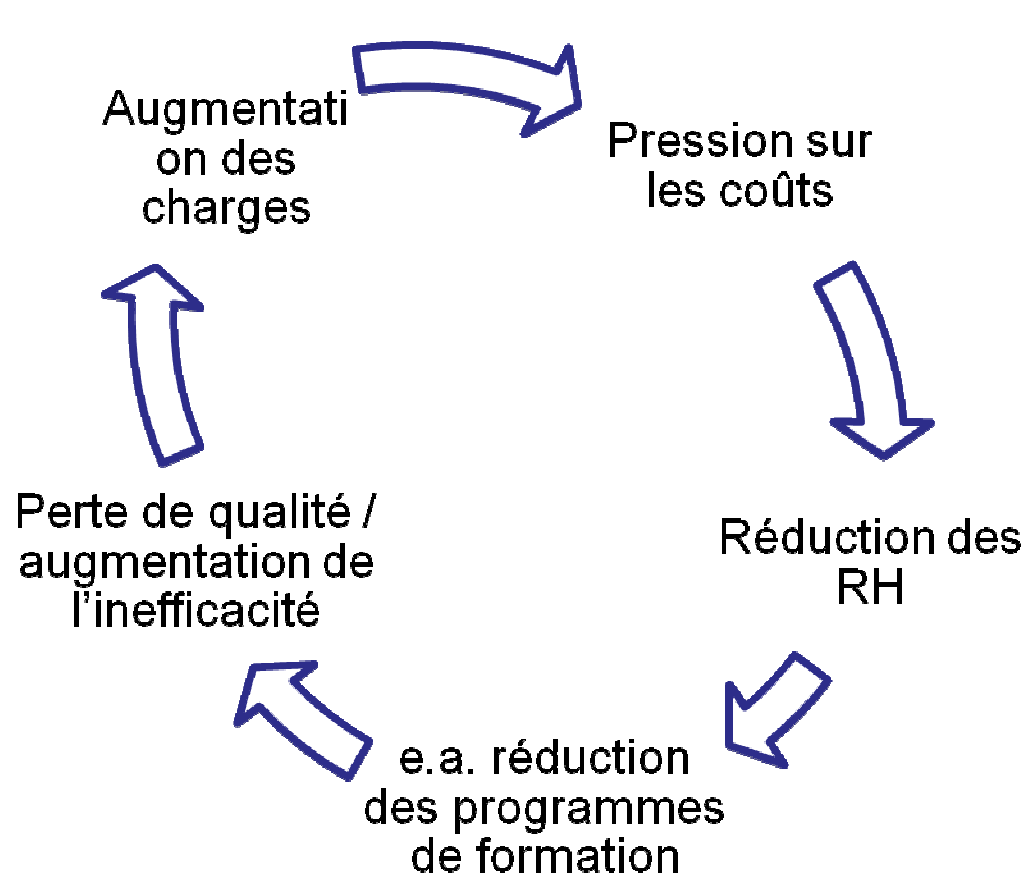 Augmentati
on des
charges
Pression sur
les coûts
Réduction des
RH
e.a. réduction
des programmes
de formation
Perte de qualité /
augmentation de
l'inefficacité